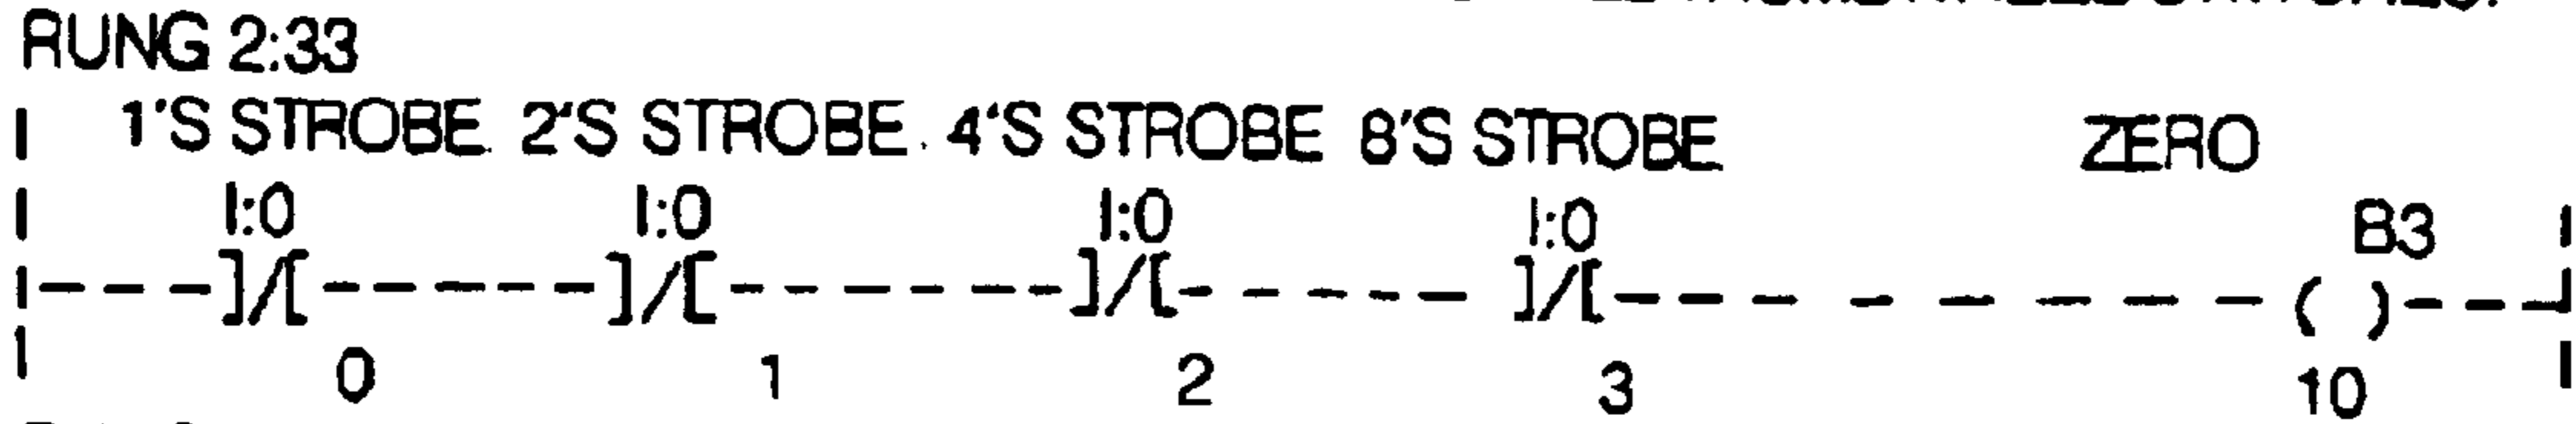 RUNG 2:33
1'S STROBE. 2'S STROBE. 4'S STROBE 8'S STROBE ZERO
I:0 I:0 I:0 I:0 B3
|---]/[------]/[-------]/[------ ]/[--- - - - - - -( )---|
0 1 2 3 10